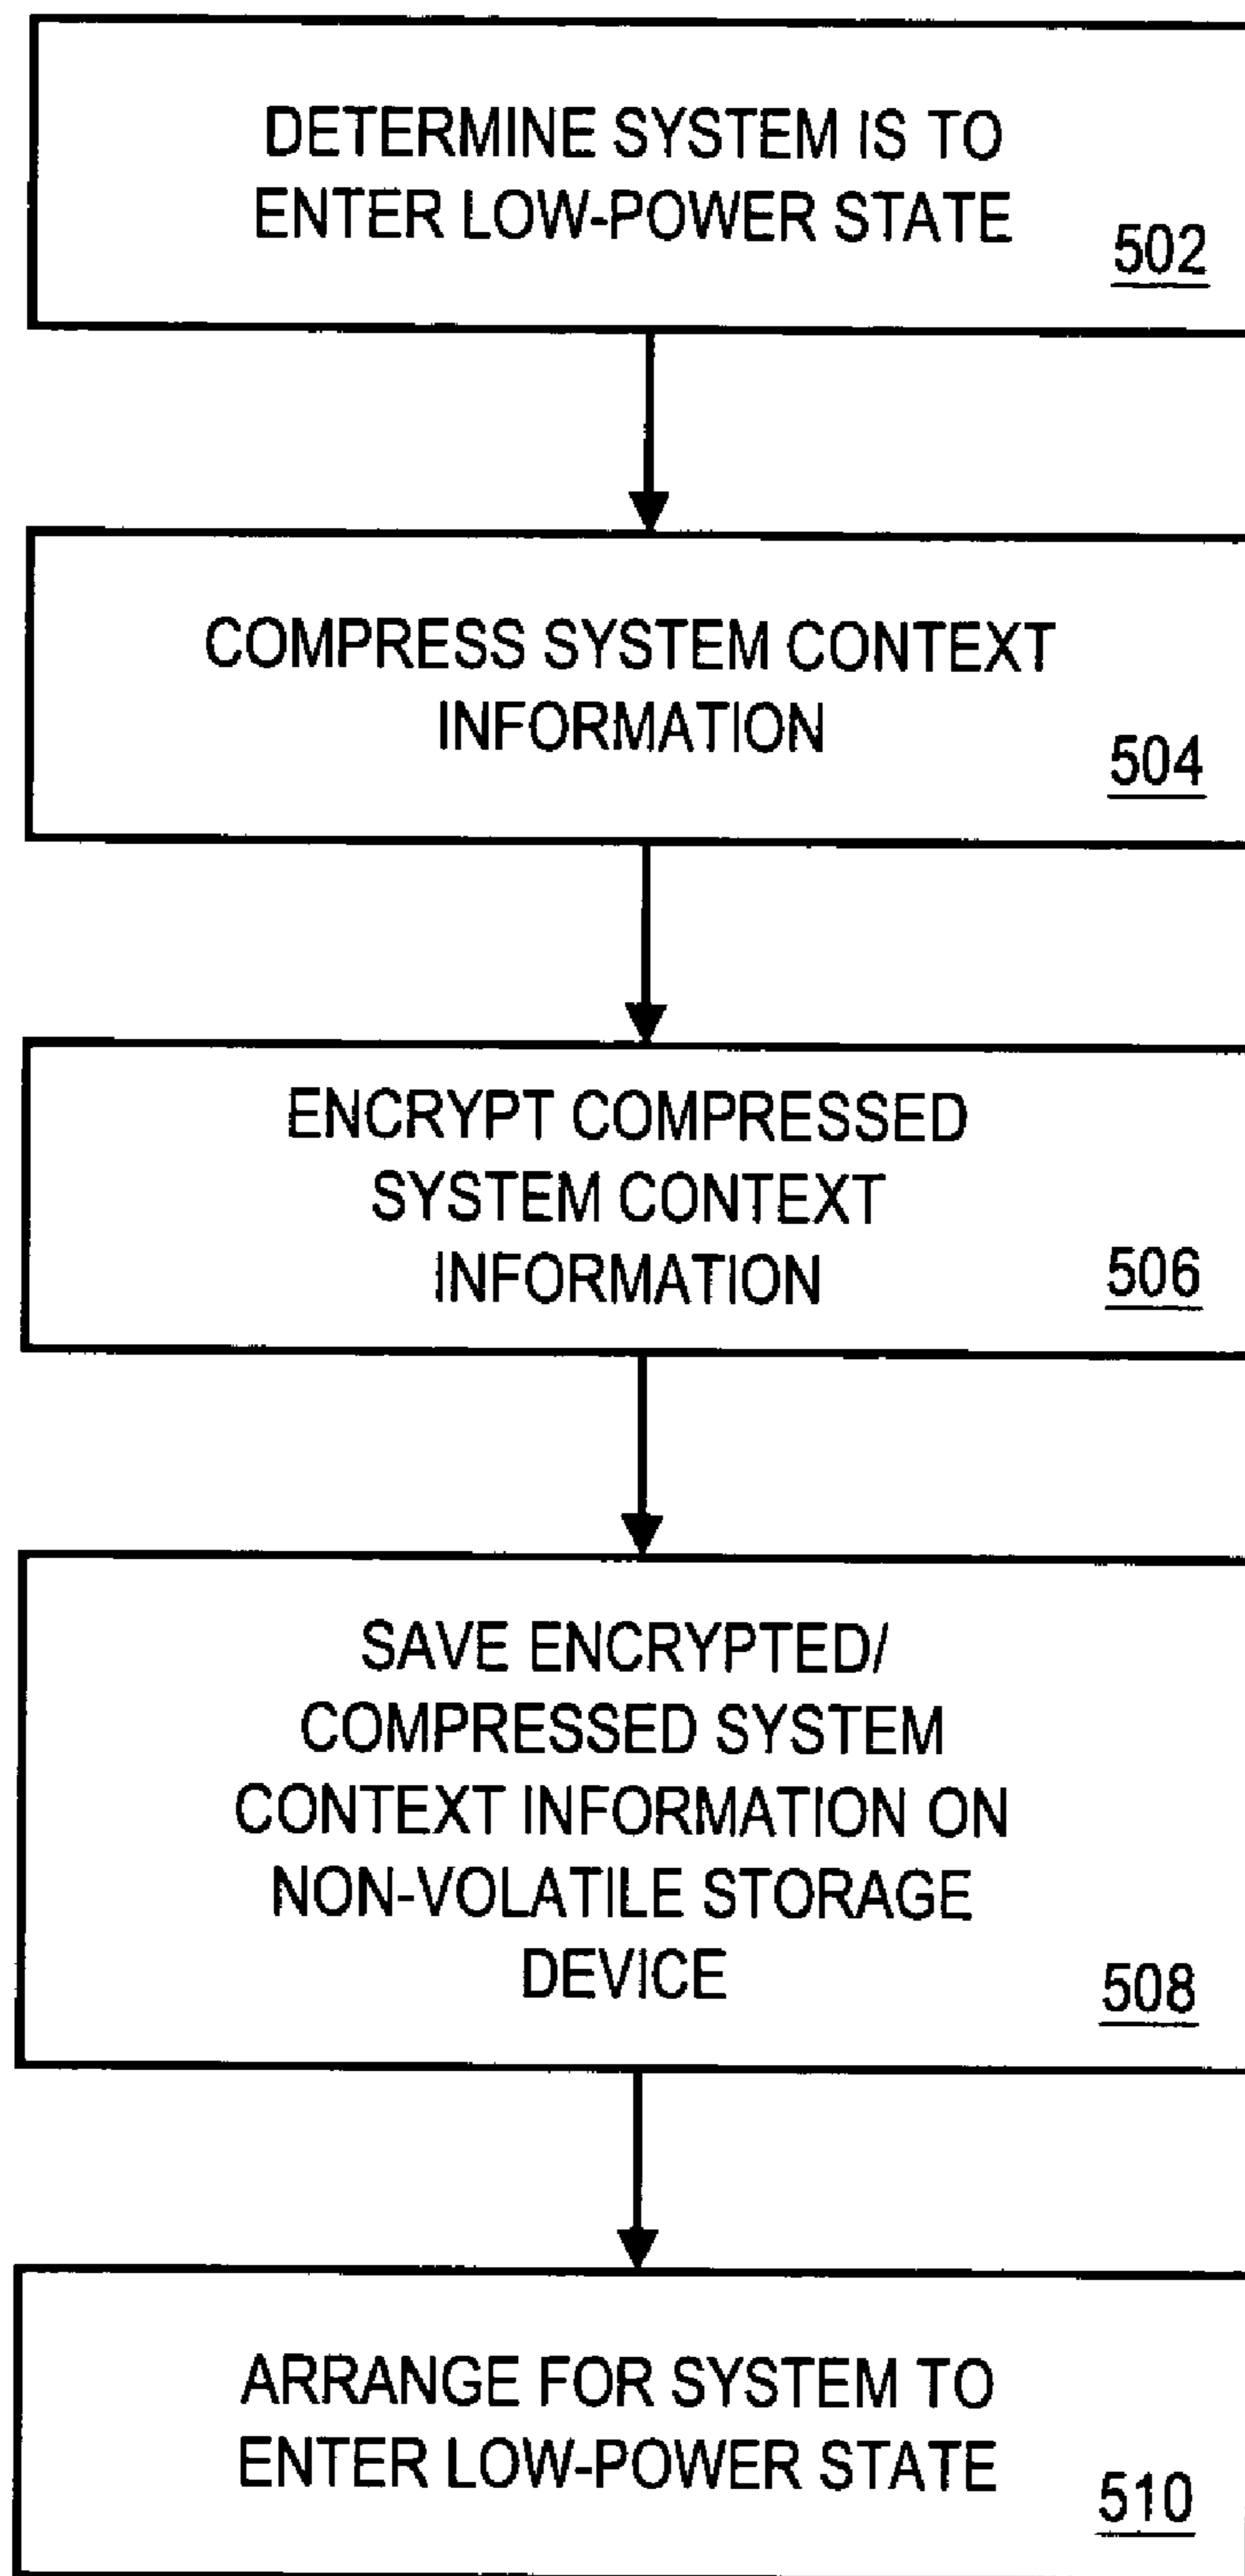 DETERMINE SYSTEM IS TO
ENTER LOW-POWER STATE
502
COMPRESS SYSTEM CONTEXT
INFORMATION
504
ENCRYPT COMPRESSED
SYSTEM CONTEXT
INFORMATION
506
SAVE ENCRYPTED/
COMPRESSED SYSTEM
CONTEXT INFORMATION ON
NON-VOLATILE STORAGE
DEVICE
508
ARRANGE FOR SYSTEM TO
ENTER LOW-POWER STATE
510